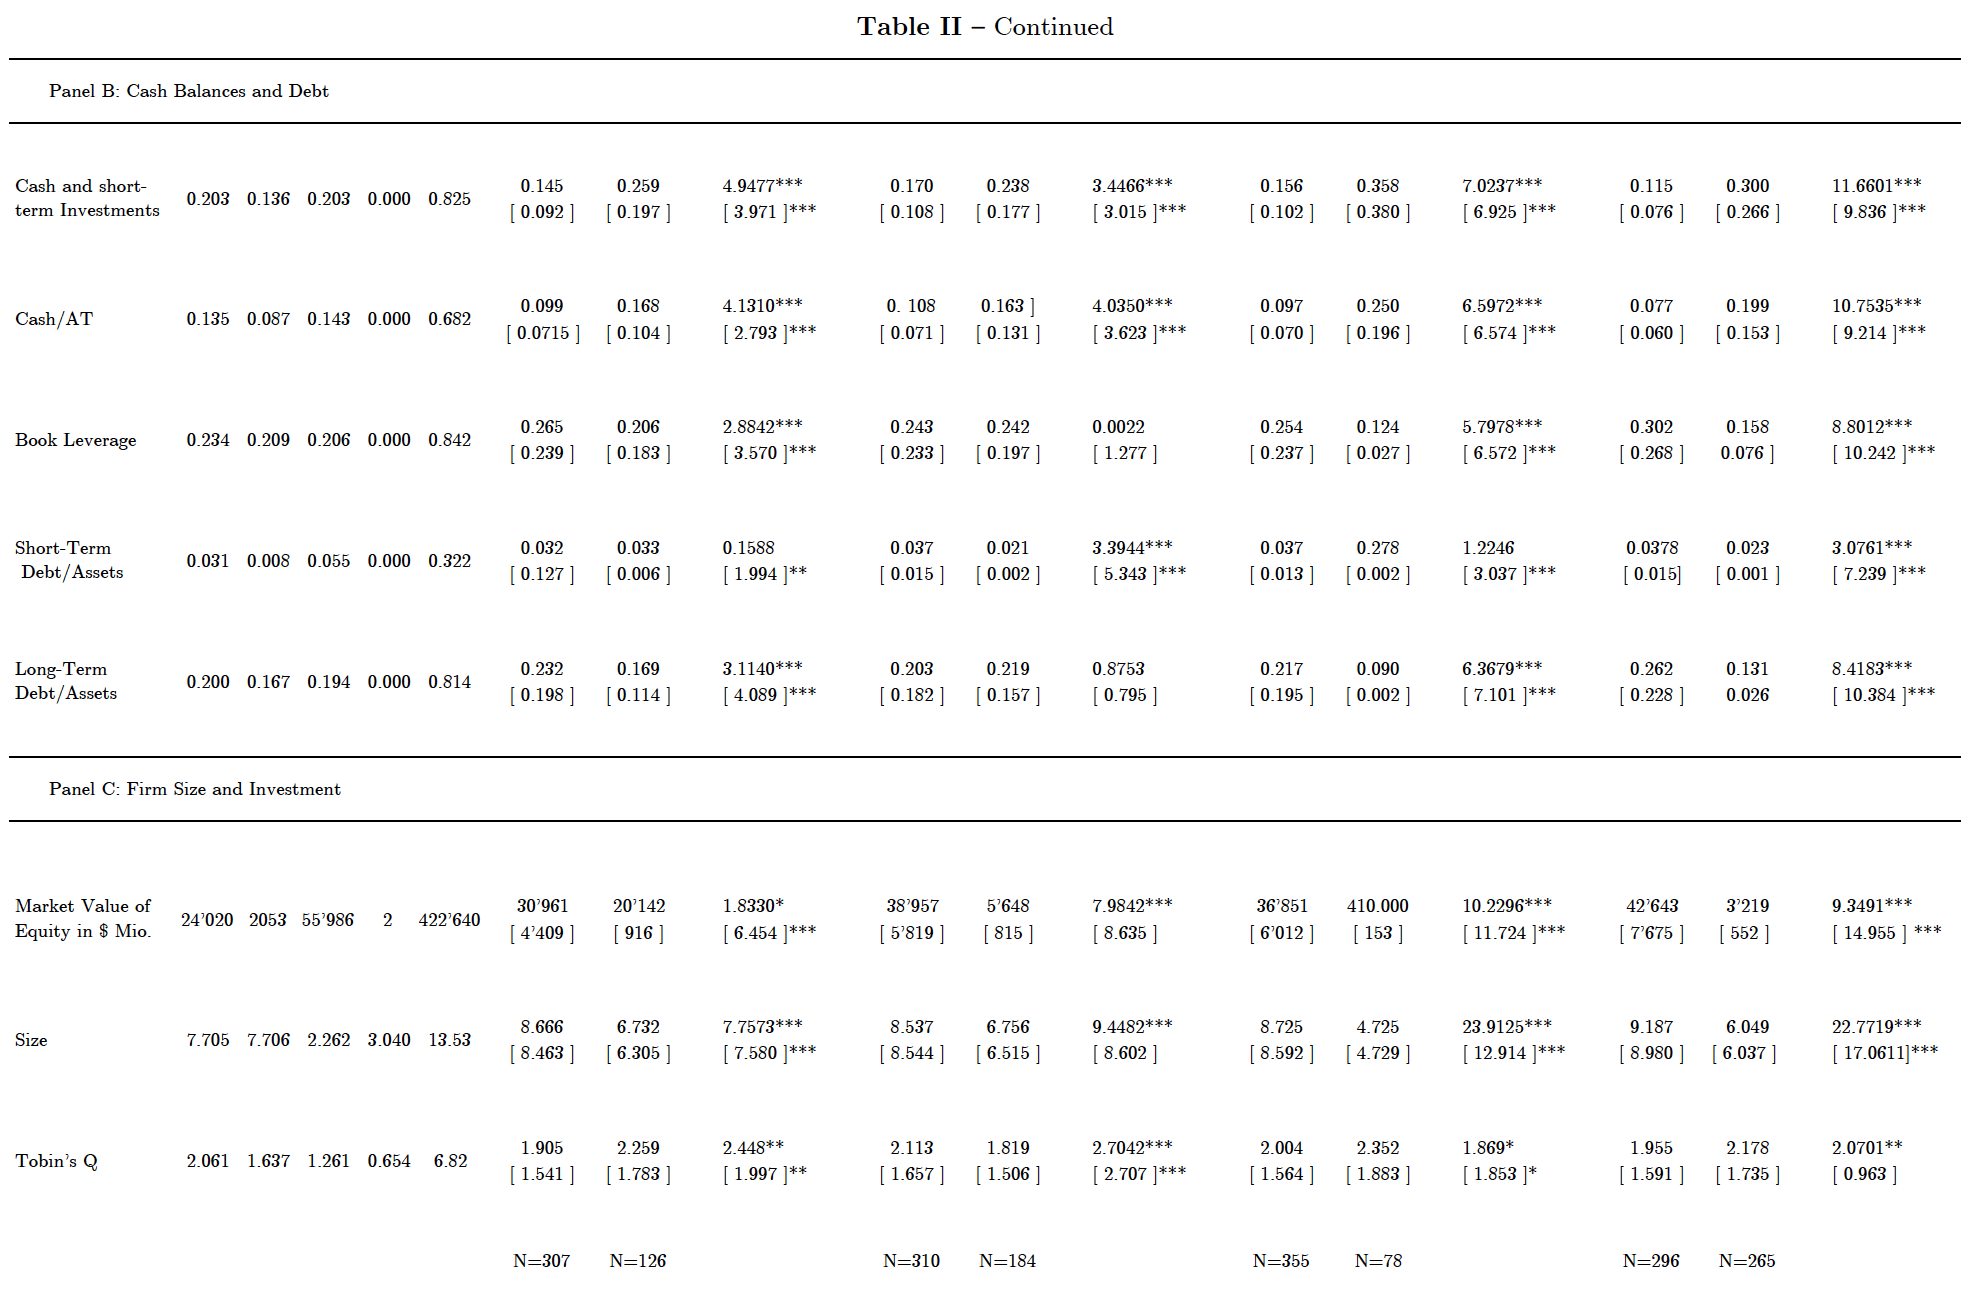 Table II – Continued
Panel B: Cash Balances and Debt
Cash and short-term Investments 0.203 0.136 0.203 0.000 0.825 0.145 0.259 4.9477*** 0.170 0.238 3.4466*** 0.156 0.358 7.0237*** 0.115 0.300 11.6601***
[ 0.092 ] [ 0.197 ] [ 3.971 ]*** [ 0.108 ] [ 0.177 ] [ 3.015 ]*** [ 0.102 ] [ 0.380 ] [ 6.925 ]*** [ 0.076 ] [ 0.266 ] [ 9.836 ]***
Cash/AT 0.135 0.087 0.143 0.000 0.682 0.099 0.168 4.1310*** 0. 108 0.163 ] 4.0350*** 0.097 0.250 6.5972*** 0.077 0.199 10.7535***
[ 0.0715 ] [ 0.104 ] [ 2.793 ]*** [ 0.071 ] [ 0.131 ] [ 3.623 ]*** [ 0.070 ] [ 0.196 ] [ 6.574 ]*** [ 0.060 ] [ 0.153 ] [ 9.214 ]***
Book Leverage 0.234 0.209 0.206 0.000 0.842 0.265 0.206 2.8842*** 0.243 0.242 0.0022 0.254 0.124 5.7978*** 0.302 0.158 8.8012***
[ 0.239 ] [ 0.183 ] [ 3.570 ]*** [ 0.233 ] [ 0.197 ] [ 1.277 ] [ 0.237 ] [ 0.027 ] [ 6.572 ]*** [ 0.268 ] 0.076 ] [ 10.242 ]***
Short-Term Debt/Assets 0.031 0.008 0.055 0.000 0.322 0.032 0.033 0.1588 0.037 0.021 3.3944*** 0.037 0.278 1.2246 0.0378 0.023 3.0761***
[ 0.127 ] [ 0.006 ] [ 1.994 ]** [ 0.015 ] [ 0.002 ] [ 5.343 ]*** [ 0.013 ] [ 0.002 ] [ 3.037 ]*** [ 0.015] [ 0.001 ] [ 7.239 ]***
Long-Term Debt/Assets 0.200 0.167 0.194 0.000 0.814 0.232 0.169 3.1140*** 0.203 0.219 0.8753 0.217 0.090 6.3679*** 0.262 0.131 8.4183***
[ 0.198 ] [ 0.114 ] [ 4.089 ]*** [ 0.182 ] [ 0.157 ] [ 0.795 ] [ 0.195 ] [ 0.002 ] [ 7.101 ]*** [ 0.228 ] 0.026 [ 10.384 ]***
Panel C: Firm Size and Investment
Market Value of Equity in $ Mio. 24'020 2053 55'986 2 422'640 30'961 20'142 1.8330* 38'957 5'648 7.9842*** 36'851 410.000 10.2296*** 42'643 3'219 9.3491***
[ 4'409 ] [ 916 ] [ 6.454 ]*** [ 5'819 ] [ 815 ] [ 8.635 ] [ 6'012 ] [ 153 ] [ 11.724 ]*** [ 7'675 ] [ 552 ] [ 14.955 ] ***
Size 7.705 7.706 2.262 3.040 13.53 8.666 6.732 7.7573*** 8.537 6.756 9.4482*** 8.725 4.725 23.9125*** 9.187 6.049 22.7719***
[ 8.463 ] [ 6.305 ] [ 7.580 ]*** [ 8.544 ] [ 6.515 ] [ 8.602 ] [ 8.592 ] [ 4.729 ] [ 12.914 ]*** [ 8.980 ] [ 6.037 ] [ 17.0611]***
Tobin's Q 2.061 1.637 1.261 0.654 6.82 1.905 2.259 2.448** 2.113 1.819 2.7042*** 2.004 2.352 1.869* 1.955 2.178 2.0701**
[ 1.541 ] [ 1.783 ] [ 1.997 ]** [ 1.657 ] [ 1.506 ] [ 2.707 ]*** [ 1.564 ] [ 1.883 ] [ 1.853 ]* [ 1.591 ] [ 1.735 ] [ 0.963 ]
N=307 N=126 N=310 N=184 N=355 N=78 N=296 N=265